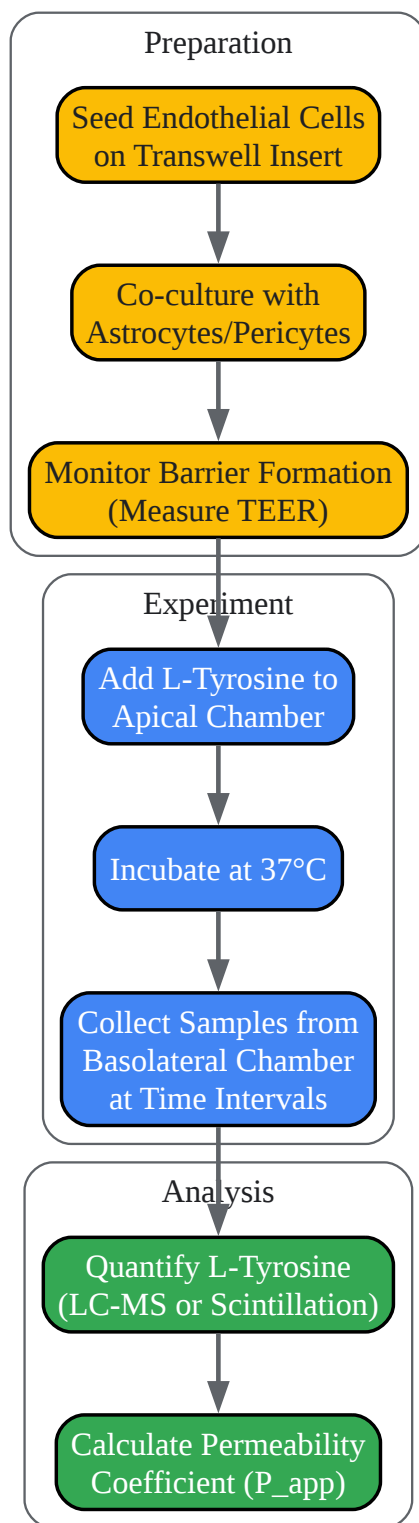 Preparation
Seed Endothelial Cells
on Transwell Insert
Co-culture with
Astrocytes/Pericytes
Monitor Barrier Formation
(Measure TEER)
Experiment
Add L-Tyrosine to
Apical Chamber
Incubate at 37°C
Collect Samples from
Basolateral Chamber
at Time Intervals
Analysis
Quantify L-Tyrosine
(LC-MS or Scintillation)
Calculate Permeability
Coefficient (P_app)